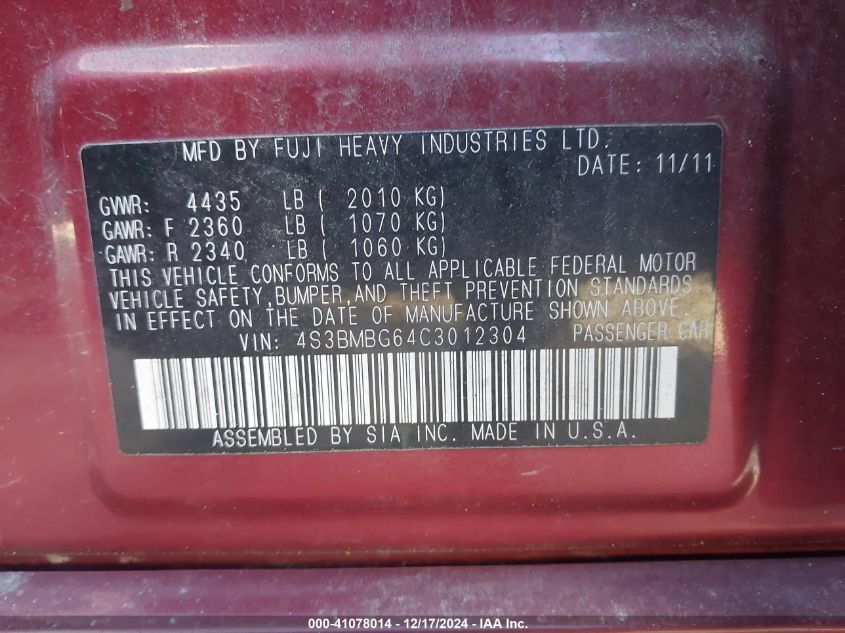 MFD BY FUJI HEAVY INDUSTRIES LTD.
DATE: 11/11
GVWR: 4435 LB ( 2010 KG)
GAWR: F 2360 LB ( 1070 KG)
GAWR: R 2340 LB ( 1060 KG)
THIS VEHICLE CONFORMS TO ALL APPLICABLE FEDERAL MOTOR
VEHICLE SAFETY,BUMPER,AND THEFT PREVENTION STANDARDS
IN EFFECT ON THE DATE OF MANUFACTURE SHOWN ABOVE.
VIN: 4S3BMBG64C3012304 PASSENGER CAR
ASSEMBLED BY SIA INC. MADE IN U.S.A.
000-41078014 - 12/17/2024 - IAA Inc.